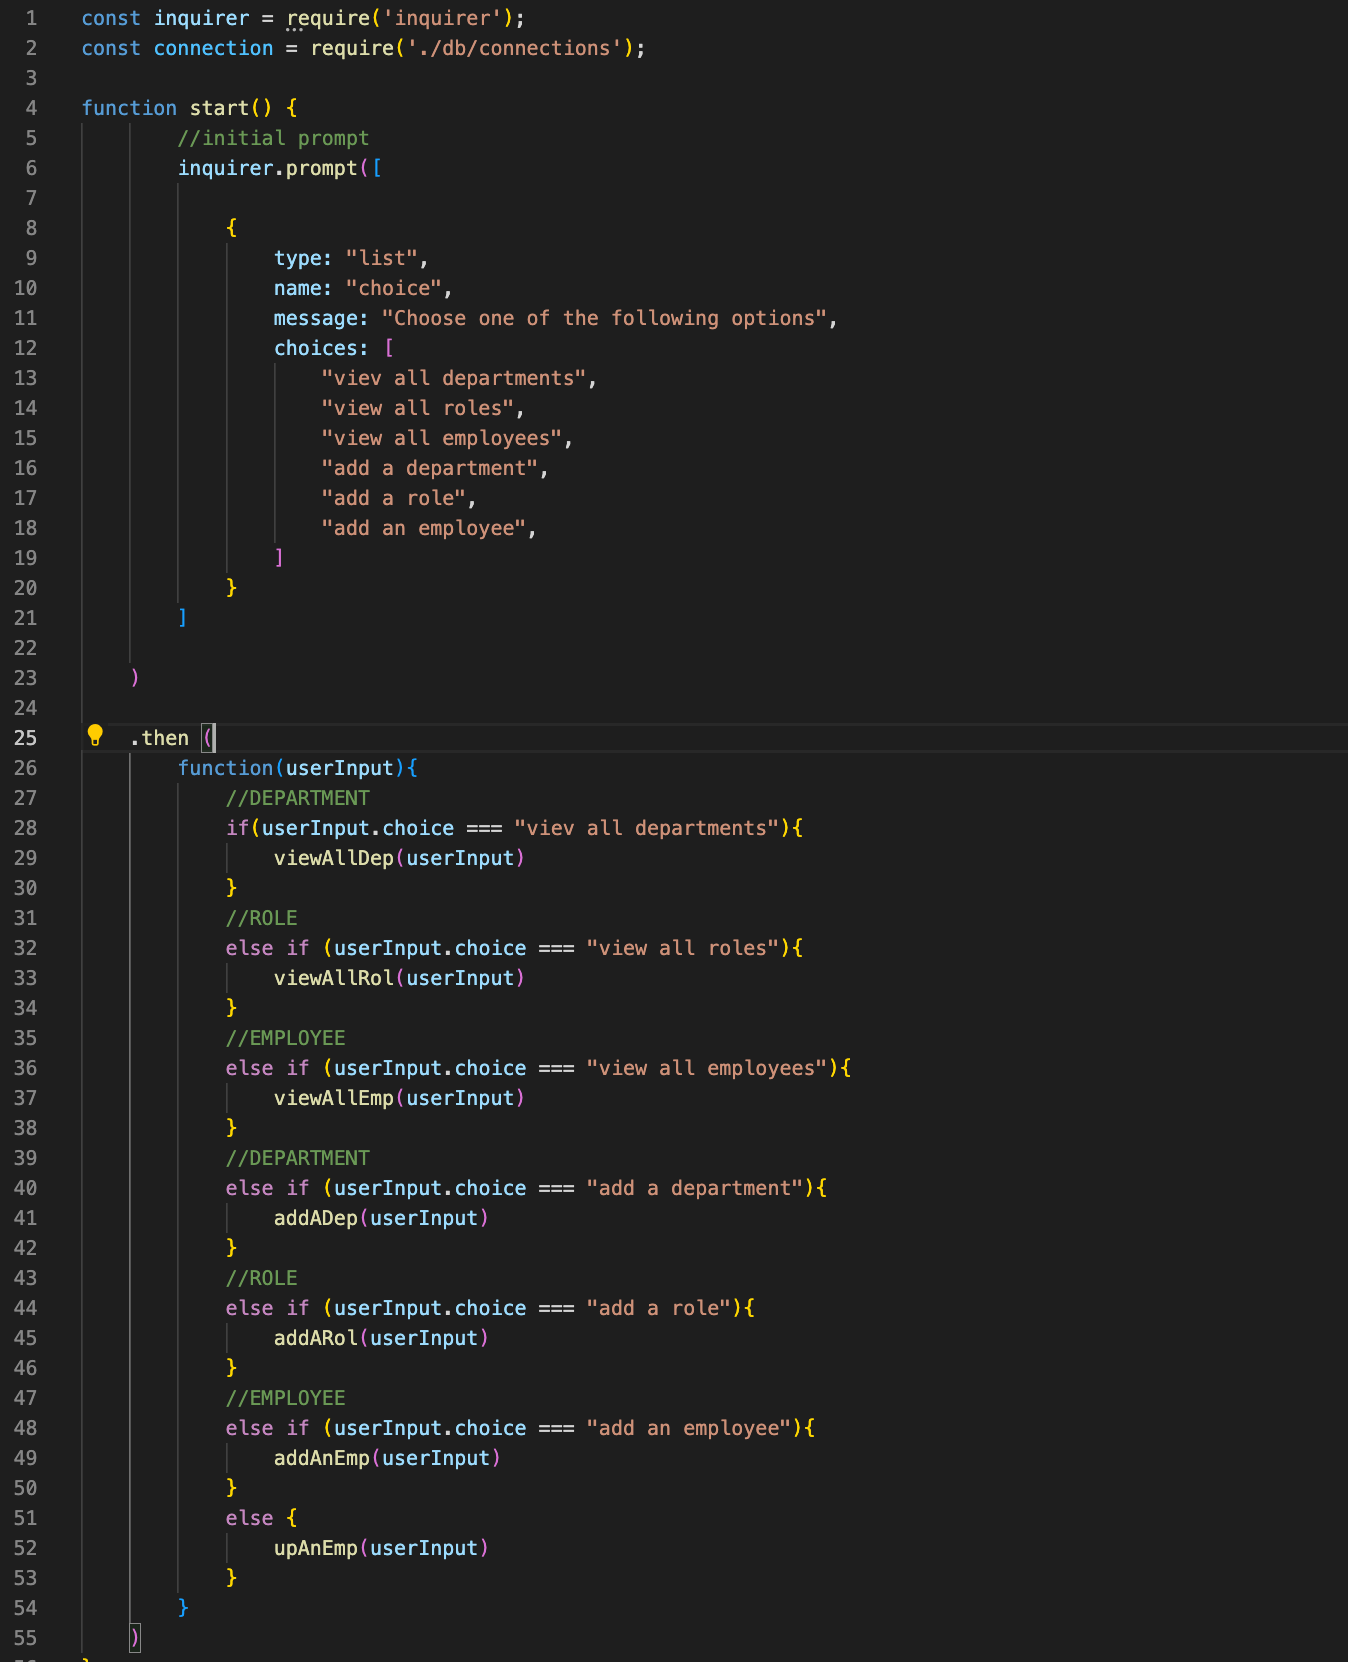 1 const inquirer = require('inquirer');
2 const connection = require('./db/connections');
3
4 function start() {
5 //initial prompt
6 inquirer.prompt([
7
8 {
9 type: "list",
10 name: "choice",
11 message: "Choose one of the following options",
12 choices: [
13 "viev all departments",
14 "view all roles",
15 "view all employees",
16 "add a department",
17 "add a role",
18 "add an employee",
19 ]
20 }
21 ]
22
23 )
24
25 .then (
26 function(userInput){
27 //DEPARTMENT
28 if(userInput.choice === "viev all departments"){
29 viewAllDep(userInput)
30 }
31 //ROLE
32 else if (userInput.choice === "view all roles"){
33 viewAllRol(userInput)
34 }
35 //EMPLOYEE
36 else if (userInput.choice === "view all employees"){
37 viewAllEmp(userInput)
38 }
39 //DEPARTMENT
40 else if (userInput.choice === "add a department"){
41 addADep(userInput)
42 }
43 //ROLE
44 else if (userInput.choice === "add a role"){
45 addARol(userInput)
46 }
47 //EMPLOYEE
48 else if (userInput.choice === "add an employee"){
49 addAnEmp(userInput)
50 }
51 else {
52 upAnEmp(userInput)
53 }
54 }
55 )